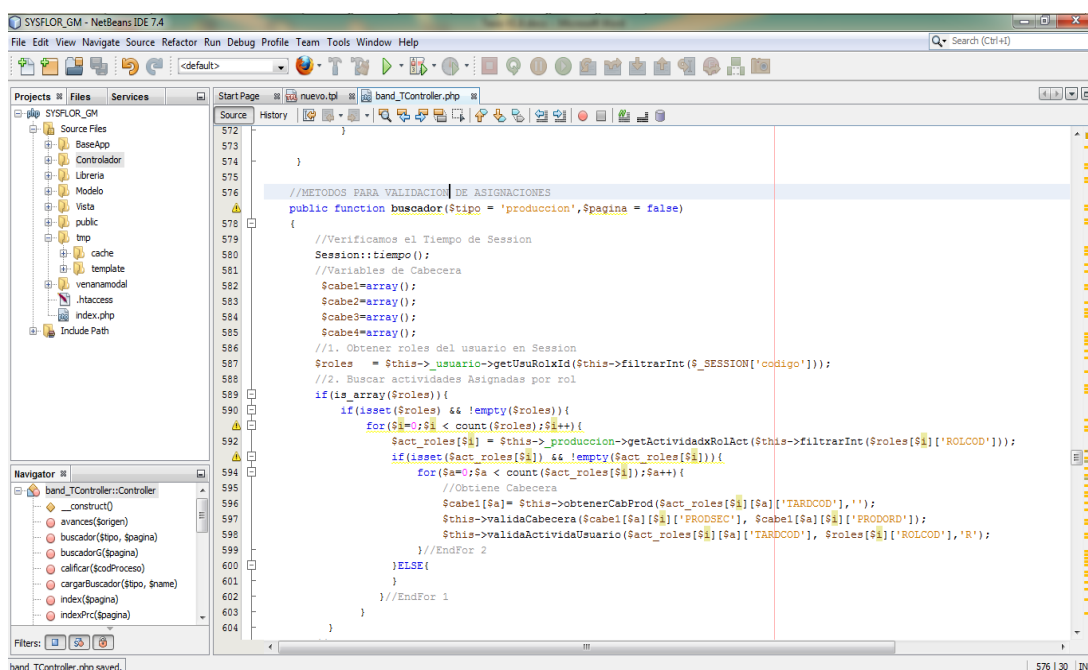 SYSFLOR_GM - NetBeans IDE 7.4
File Edit View Navigate Source Refactor Run Debug Profile Team Tools Window Help
Search (Ctrl+I)
<default>
Projects Files Services
Start Page nuevo.tpl band_TController.php
Source History
SYSFLOR_GM
Source Files
BaseApp
Controlador
Libreria
Modelo
Vista
public
tmp
cache
template
venanamodal
.htaccess
index.php
Include Path
Navigator
band_TController::Controller
__construct()
avances($origen)
buscador($tipo, $pagina)
buscadorG($pagina)
calificar($codProceso)
cargarBuscador($tipo, $name)
index($pagina)
indexPrc($pagina)
Filters:
572 }
573
574 }
575
576 //METODOS PARA VALIDACION DE ASIGNACIONES
public function buscador($tipo = 'produccion',$pagina = false)
578 {
579 //Verificamos el Tiempo de Session
580 Session::tiempo();
581 //Variables de Cabecera
582 $cabe1=array();
583 $cabe2=array();
584 $cabe3=array();
585 $cabe4=array();
586 //1. Obtener roles del usuario en Session
587 $roles = $this->_usuario->getUsuRolxId($this->filtrarInt($_SESSION['codigo']));
588 //2. Buscar actividades Asignadas por rol
589 if(is_array($roles)){
590 if(isset($roles) && !empty($roles)){
for($i=0;$i < count($roles);$i++){
592 $act_roles[$i] = $this->_produccion->getActividadxRolAct($this->filtrarInt($roles[$i]['ROLCOD']));
if(isset($act_roles[$i]) && !empty($act_roles[$i])){
594 for($a=0;$a < count($act_roles[$i]);$a++){
595 //Obtiene Cabecera
596 $cabe1[$a]= $this->obtenerCabProd($act_roles[$i][$a]['TARDCOD'],'');
597 $this->validaCabecera($cabe1[$a][$i]['PRODSEC'], $cabe1[$a][$i]['PRODORD']);
598 $this->validaActividaUsuario($act_roles[$i][$a]['TARDCOD'], $roles[$i]['ROLCOD'],'R');
599 }//EndFor 2
600 }ELSE{
601 }
602 }//EndFor 1
603 }
604 }
band_TController.php saved.
576 | 30 IN